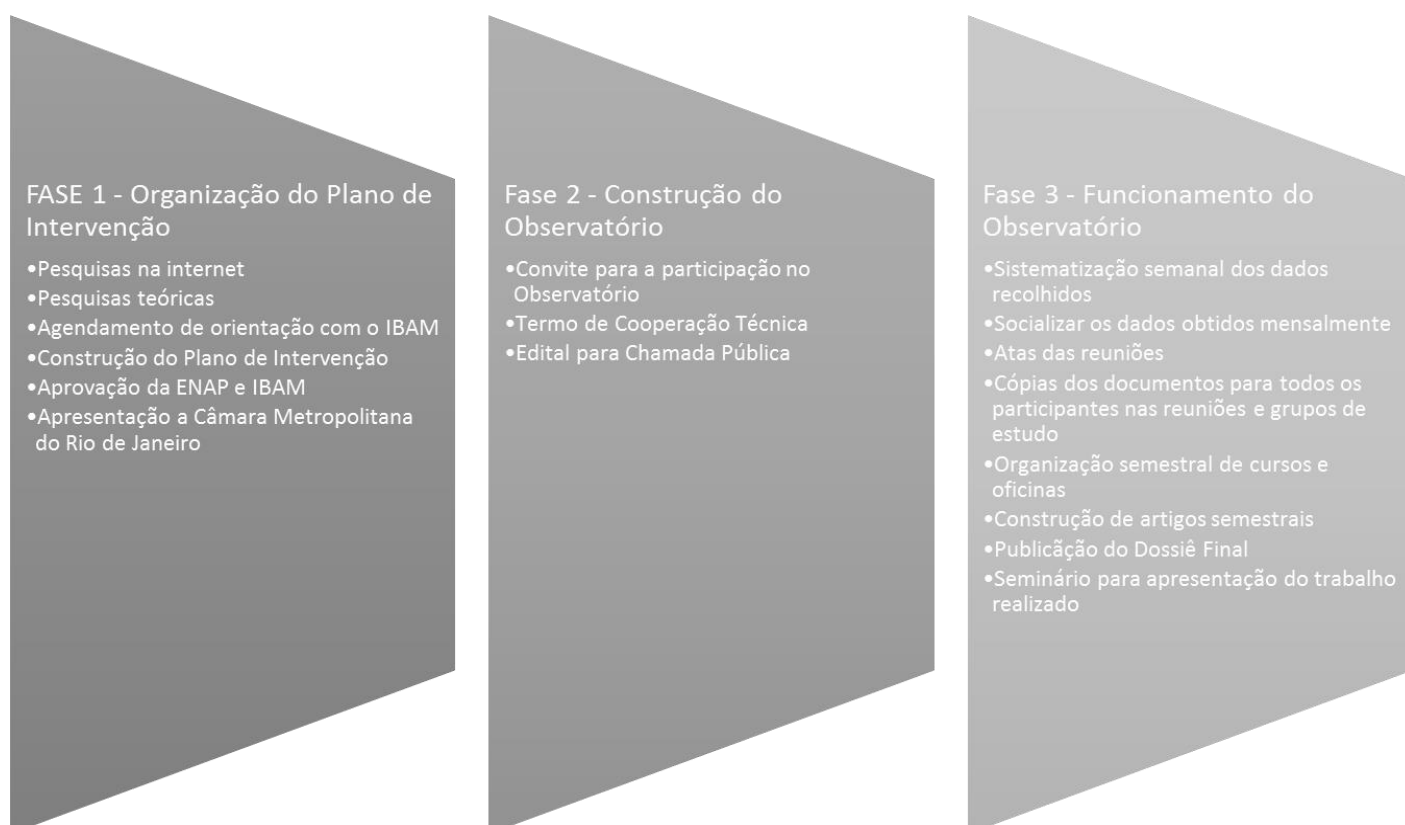 FASE 1 - Organização do Plano de
Intervenção
•Pesquisas na internet
•Pesquisas teóricas
•Agendamento de orientação com o IBAM
•Construção do Plano de Intervenção
•Aprovação da ENAP e IBAM
•Apresentação a Câmara Metropolitana
do Rio de Janeiro
Fase 2 - Construção do
Observatório
•Convite para a participação no
Observatório
•Termo de Cooperação Técnica
•Edital para Chamada Pública
Fase 3 - Funcionamento do
Observatório
•Sistematização semanal dos dados
recolhidos
•Socializar os dados obtidos mensalmente
•Atas das reuniões
•Cópias dos documentos para todos os
participantes nas reuniões e grupos de
estudo
•Organização semestral de cursos e
oficinas
•Construção de artigos semestrais
•Publicãção do Dossiê Final
•Seminário para apresentação do trabalho
realizado